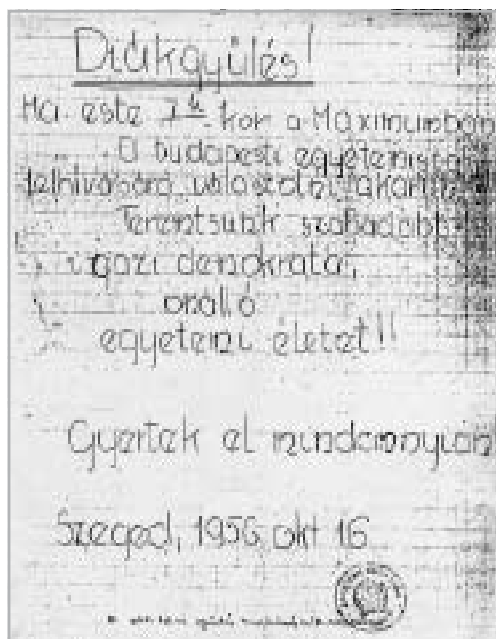 Diákgyűlés!
Ma este 7h-kor a Maximumban
A budapesti egyetemisták
felhívására válaszolni akarunk
Teremtsünk szabadabb
igazi demokrata,
önálló
egyetemi életet!!
Gyertek el mindannyian
Szeged, 1956, okt 16